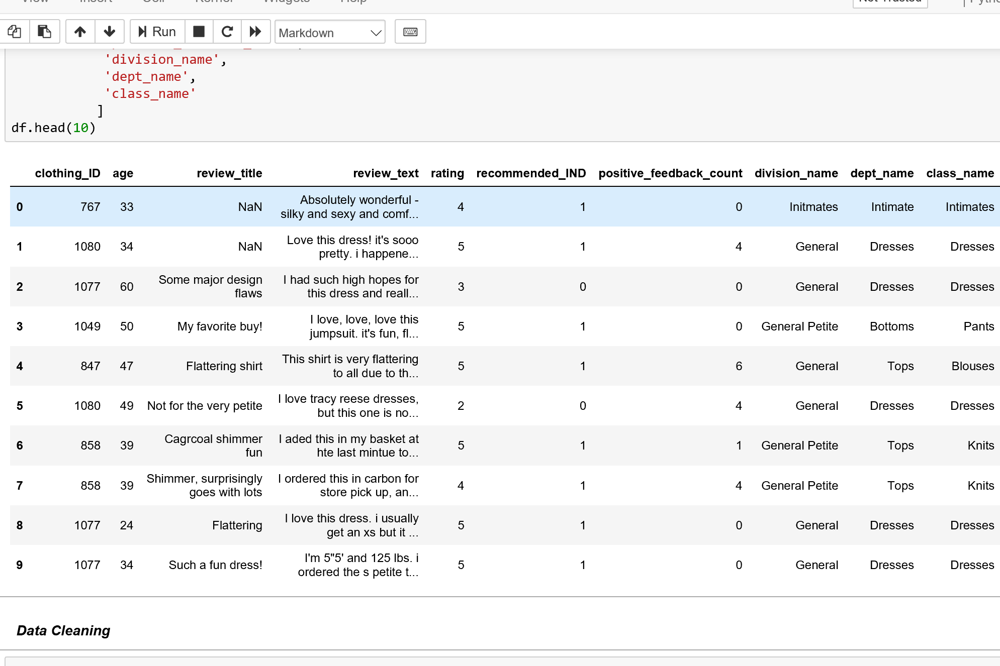 View Insert Cell Kernel Widgets Help Not Trusted
Run Markdown
'division_name',
'dept_name',
'class_name'
]
df.head(10)
clothing_ID age review_title review_text rating recommended_IND positive_feedback_count division_name dept_name class_name
0 767 33 NaN Absolutely wonderful - silky and sexy and comf... 4 1 0 Initmates Intimate Intimates
1 1080 34 NaN Love this dress! it's sooo pretty. i happene... 5 1 4 General Dresses Dresses
2 1077 60 Some major design flaws I had such high hopes for this dress and reall... 3 0 0 General Dresses Dresses
3 1049 50 My favorite buy! I love, love, love this jumpsuit. it's fun, fl... 5 1 0 General Petite Bottoms Pants
4 847 47 Flattering shirt This shirt is very flattering to all due to th... 5 1 6 General Tops Blouses
5 1080 49 Not for the very petite I love tracy reese dresses, but this one is no... 2 0 4 General Dresses Dresses
6 858 39 Cagrcoal shimmer fun I aded this in my basket at hte last mintue to... 5 1 1 General Petite Tops Knits
7 858 39 Shimmer, surprisingly goes with lots I ordered this in carbon for store pick up, an... 4 1 4 General Petite Tops Knits
8 1077 24 Flattering I love this dress. i usually get an xs but it ... 5 1 0 General Dresses Dresses
9 1077 34 Such a fun dress! I'm 5"5' and 125 lbs. i ordered the s petite t... 5 1 0 General Dresses Dresses
Data Cleaning